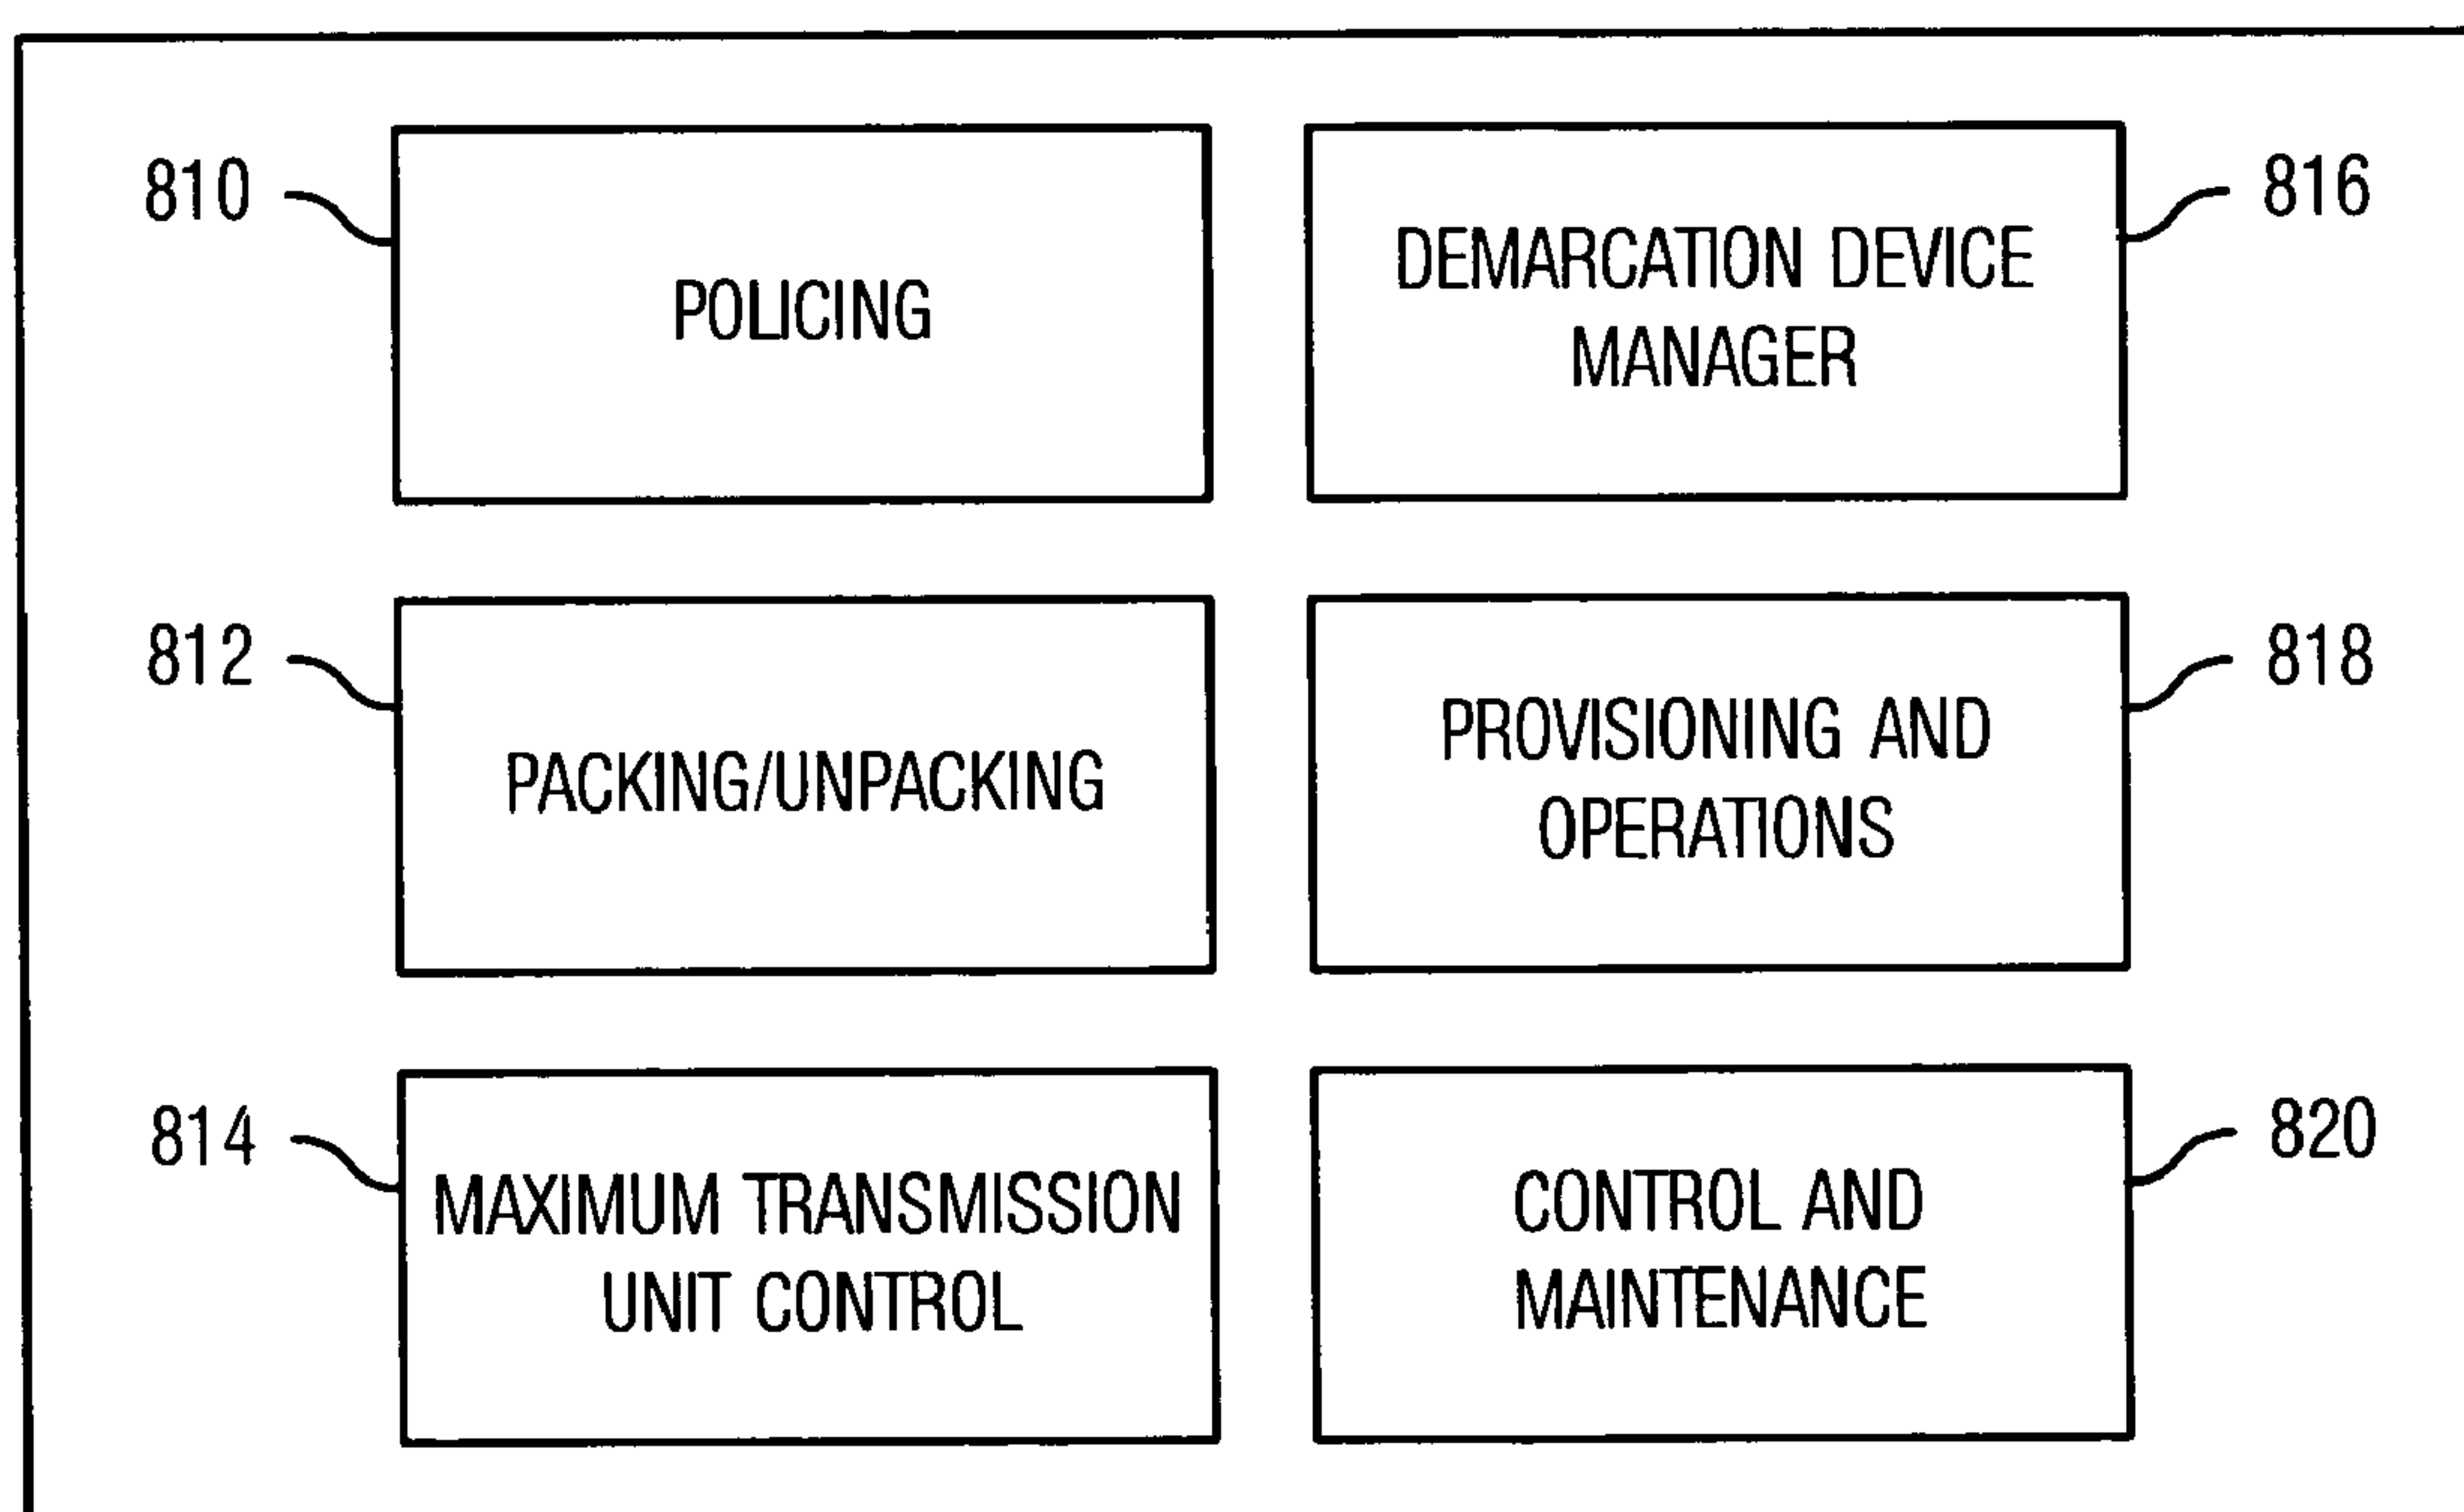 810
POLICING
816
DEMARCATION DEVICE
MANAGER
812
PACKING/UNPACKING
818
PROVISIONING AND
OPERATIONS
814
MAXIMUM TRANSMISSION
UNIT CONTROL
820
CONTROL AND
MAINTENANCE